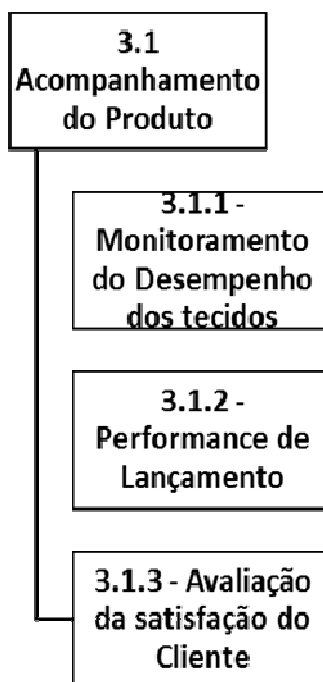 3.1
Acompanhamento
do Produto
3.1.1 -
Monitoramento
do Desempenho
dos tecidos
3.1.2 -
Performance de
Lançamento
3.1.3 - Avaliação
da satisfação do
Cliente